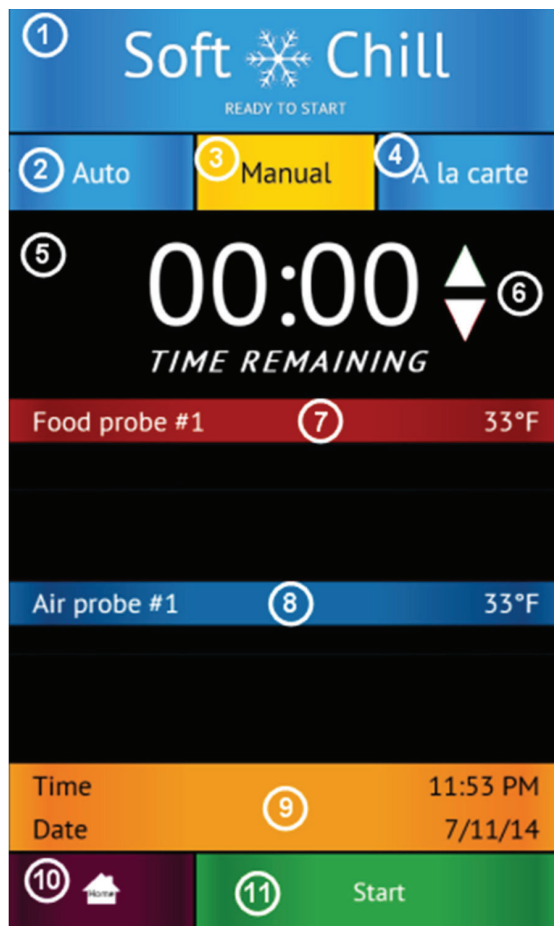 1
Soft Chill
READY TO START
2 Auto 3 Manual 4 A la carte
5
00:00
6
TIME REMAINING
Food probe #1 7 33°F
Air probe #1 8 33°F
Time 11:53 PM
9
Date 7/11/14
10 Home 11 Start